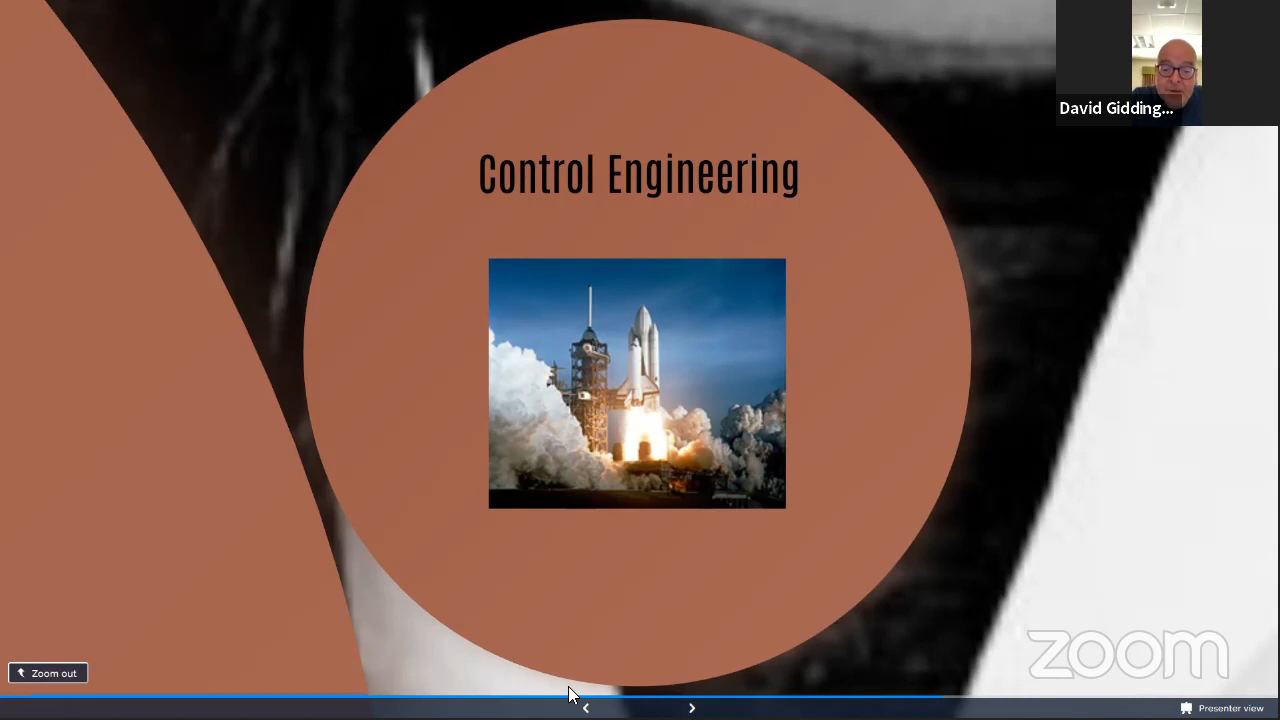 David Gidding...
Control Engineering
zoom
Zoom out
Presenter view